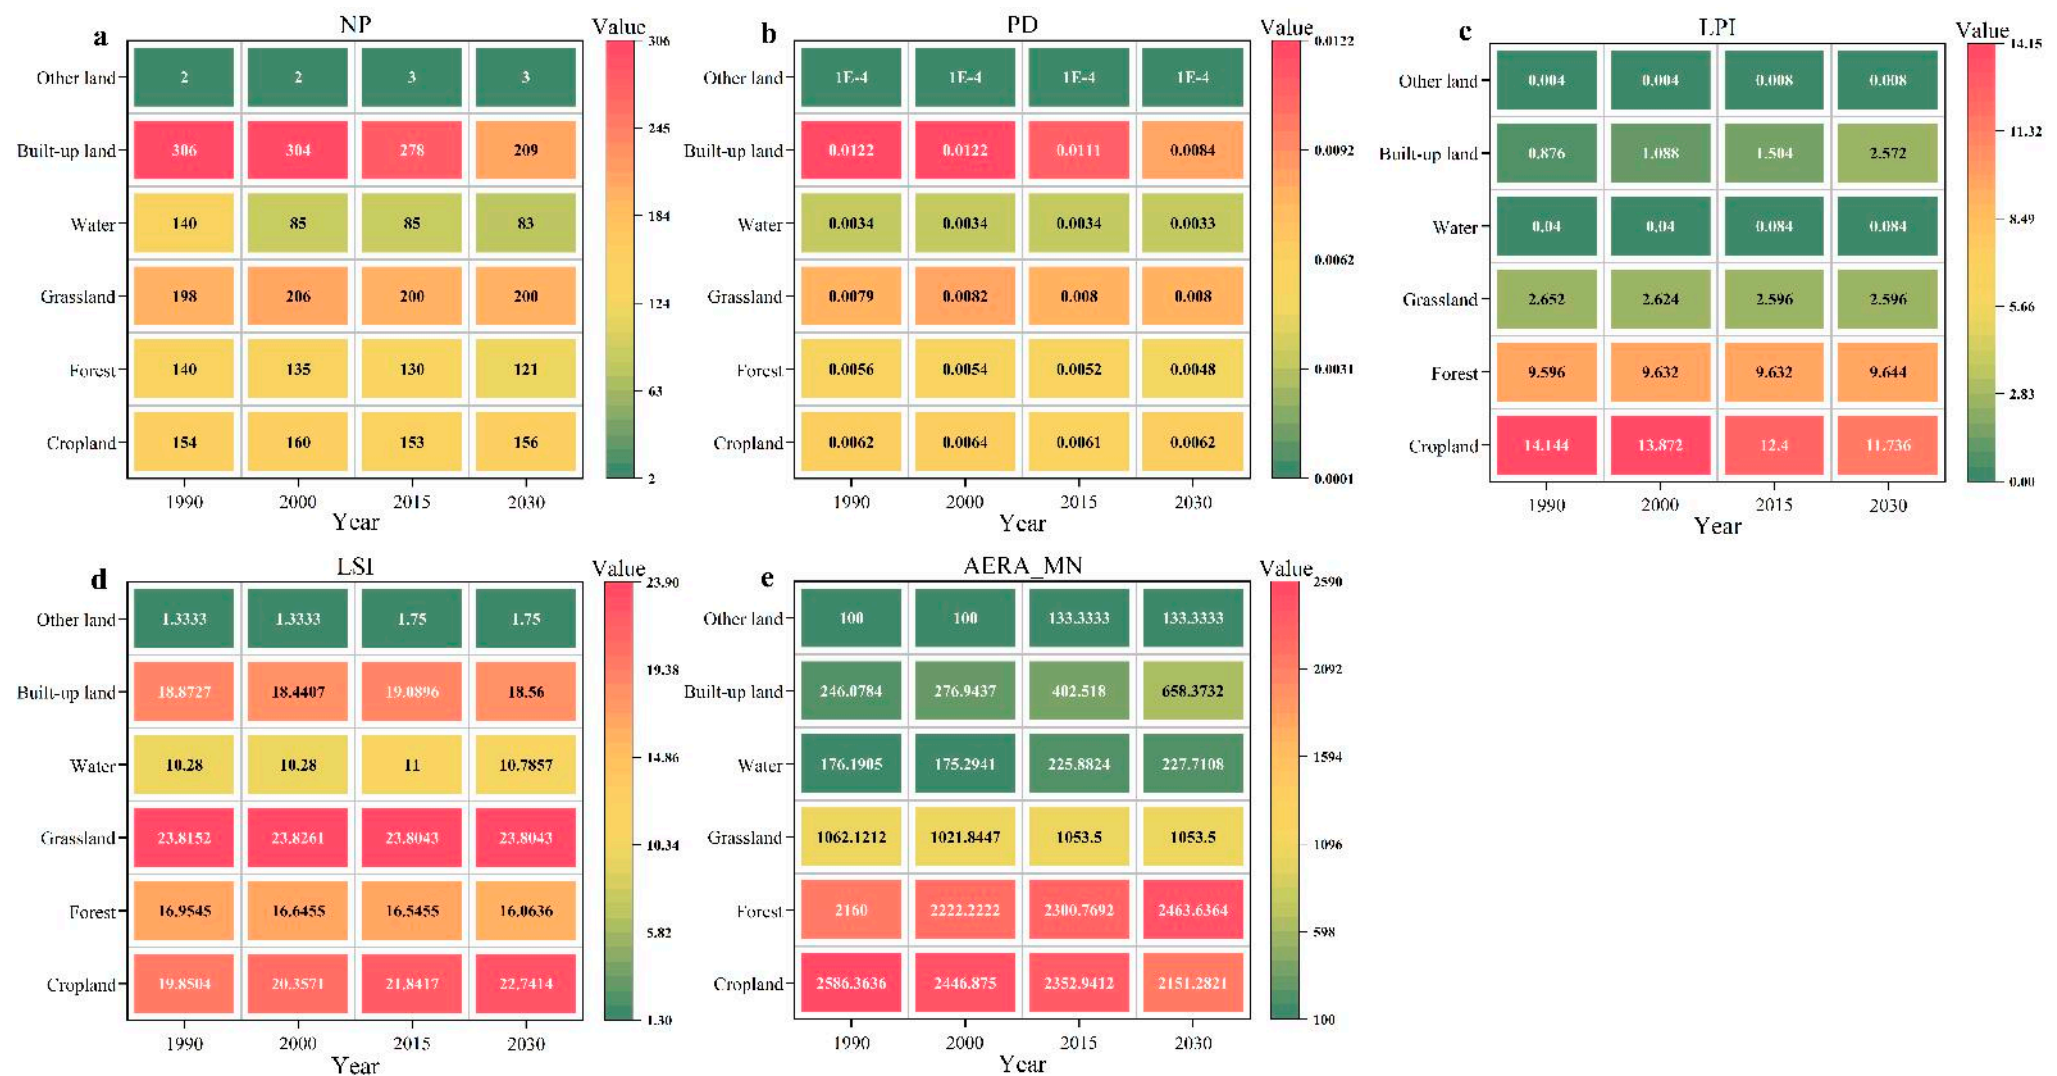 a NP Value
Other land 2 2 3 3
Built-up land 306 304 278 209
Water 140 85 85 83
Grassland 198 206 200 200
Forest 140 135 130 121
Cropland 154 160 153 156
1990 2000 2015 2030
Year
306
245
184
124
63
2
b PD Value
Other land 1E-4 1E-4 1E-4 1E-4
Built-up land 0.0122 0.0122 0.0111 0.0084
Water 0.0034 0.0034 0.0034 0.0033
Grassland 0.0079 0.0082 0.008 0.008
Forest 0.0056 0.0054 0.0052 0.0048
Cropland 0.0062 0.0064 0.0061 0.0062
1990 2000 2015 2030
Year
0.0122
0.0092
0.0062
0.0031
0.0001
c LPI Value
Other land 0.004 0.004 0.008 0.008
Built-up land 0.876 1.088 1.504 2.572
Water 0.04 0.04 0.084 0.084
Grassland 2.652 2.624 2.596 2.596
Forest 9.596 9.632 9.632 9.644
Cropland 14.144 13.872 12.4 11.736
1990 2000 2015 2030
Year
14.15
11.32
8.49
5.66
2.83
0.00
d LSI Value
Other land 1.3333 1.3333 1.75 1.75
Built-up land 18.8727 18.4407 19.0896 18.56
Water 10.28 10.28 11 10.7857
Grassland 23.8152 23.8261 23.8043 23.8043
Forest 16.9545 16.6455 16.5455 16.0636
Cropland 19.8504 20.3571 21.8417 22.7414
1990 2000 2015 2030
Year
23.90
19.38
14.86
10.34
5.82
1.30
e AERA_MN Value
Other land 100 100 133.3333 133.3333
Built-up land 246.0784 276.9437 402.518 658.3732
Water 176.1905 175.2941 225.8824 227.7108
Grassland 1062.1212 1021.8447 1053.5 1053.5
Forest 2160 2222.2222 2300.7692 2463.6364
Cropland 2586.3636 2446.875 2352.9412 2151.2821
1990 2000 2015 2030
Year
2590
2092
1594
1096
598
100